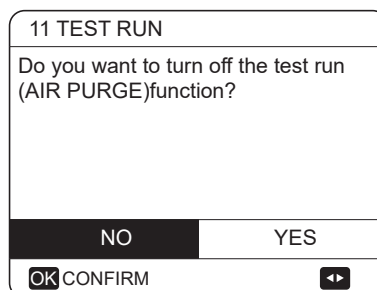 11 TEST RUN
Do you want to turn off the test run
(AIR PURGE)function?
NO YES
OK CONFIRM